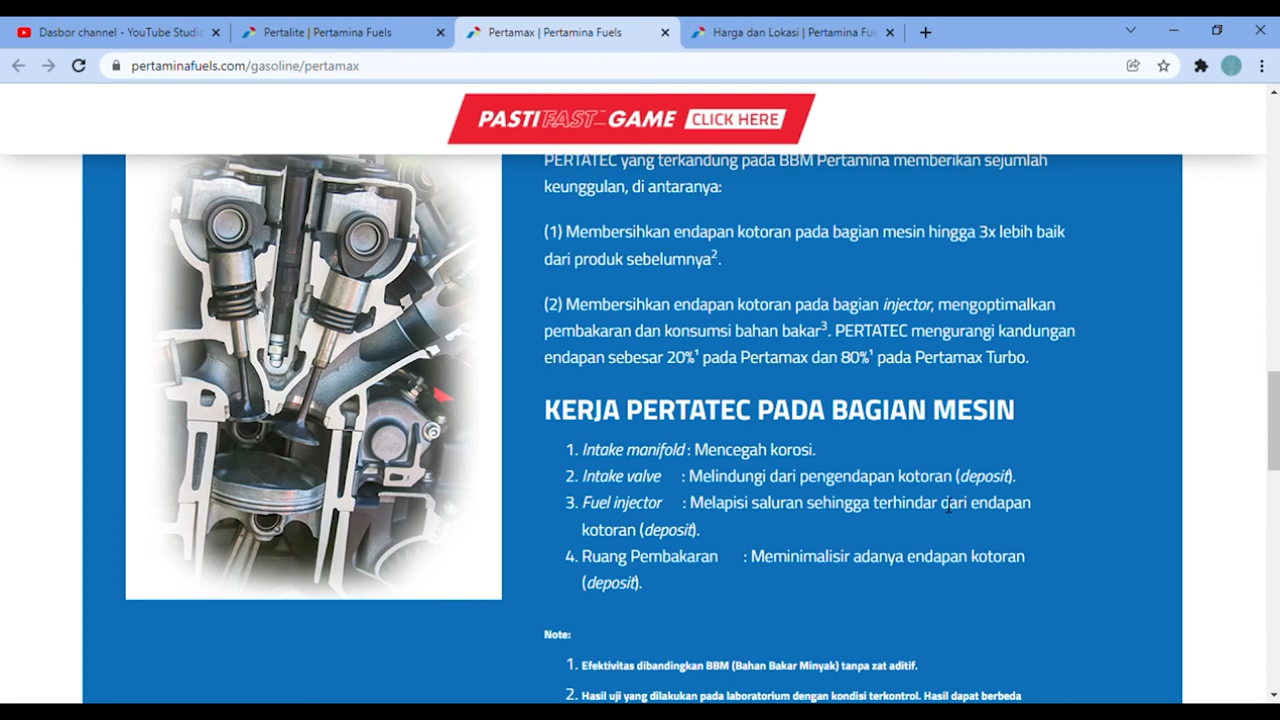 Dasbor channel - YouTube Studio
Pertalite | Pertamina Fuels
Pertamax | Pertamina Fuels
Harga dan Lokasi | Pertamina Fue
pertaminafuels.com/gasoline/pertamax
PASTI FAST GAME CLICK HERE
PERTATEC yang terkandung pada BBM Pertamina memberikan sejumlah
keunggulan, di antaranya:
(1) Membersihkan endapan kotoran pada bagian mesin hingga 3x lebih baik
dari produk sebelumnya².
(2) Membersihkan endapan kotoran pada bagian injector, mengoptimalkan
pembakaran dan konsumsi bahan bakar³. PERTATEC mengurangi kandungan
endapan sebesar 20%¹ pada Pertamax dan 80%¹ pada Pertamax Turbo.
KERJA PERTATEC PADA BAGIAN MESIN
1. Intake manifold : Mencegah korosi.
2. Intake valve : Melindungi dari pengendapan kotoran (deposit).
3. Fuel injector : Melapisi saluran sehingga terhindar dari endapan
kotoran (deposit).
4. Ruang Pembakaran : Meminimalisir adanya endapan kotoran
(deposit).
Note:
1. Efektivitas dibandingkan BBM (Bahan Bakar Minyak) tanpa zat aditif.
2. Hasil uji yang dilakukan pada laboratorium dengan kondisi terkontrol. Hasil dapat berbeda